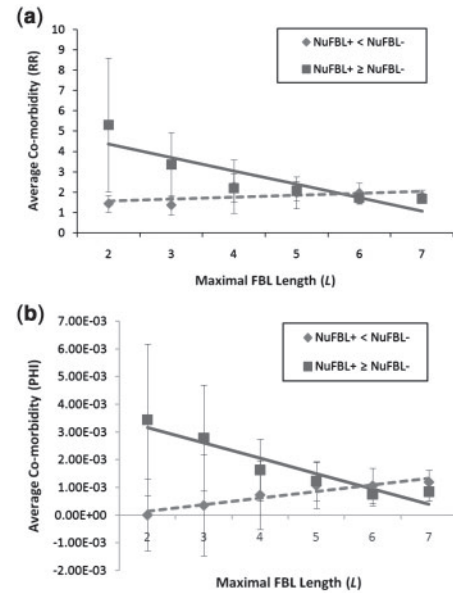 (a)
NuFBL+ < NuFBL-
NuFBL+ ≥ NuFBL-
Average Co-morbidity (RR)
10
9
8
7
6
5
4
3
2
1
0
2 3 4 5 6 7
Maximal FBL Length (L)
(b)
NuFBL+ < NuFBL-
NuFBL+ ≥ NuFBL-
Average Co-morbidity (PHI)
7.00E-03
6.00E-03
5.00E-03
4.00E-03
3.00E-03
2.00E-03
1.00E-03
0.00E+00
-1.00E-03
-2.00E-03
2 3 4 5 6 7
Maximal FBL Length (L)